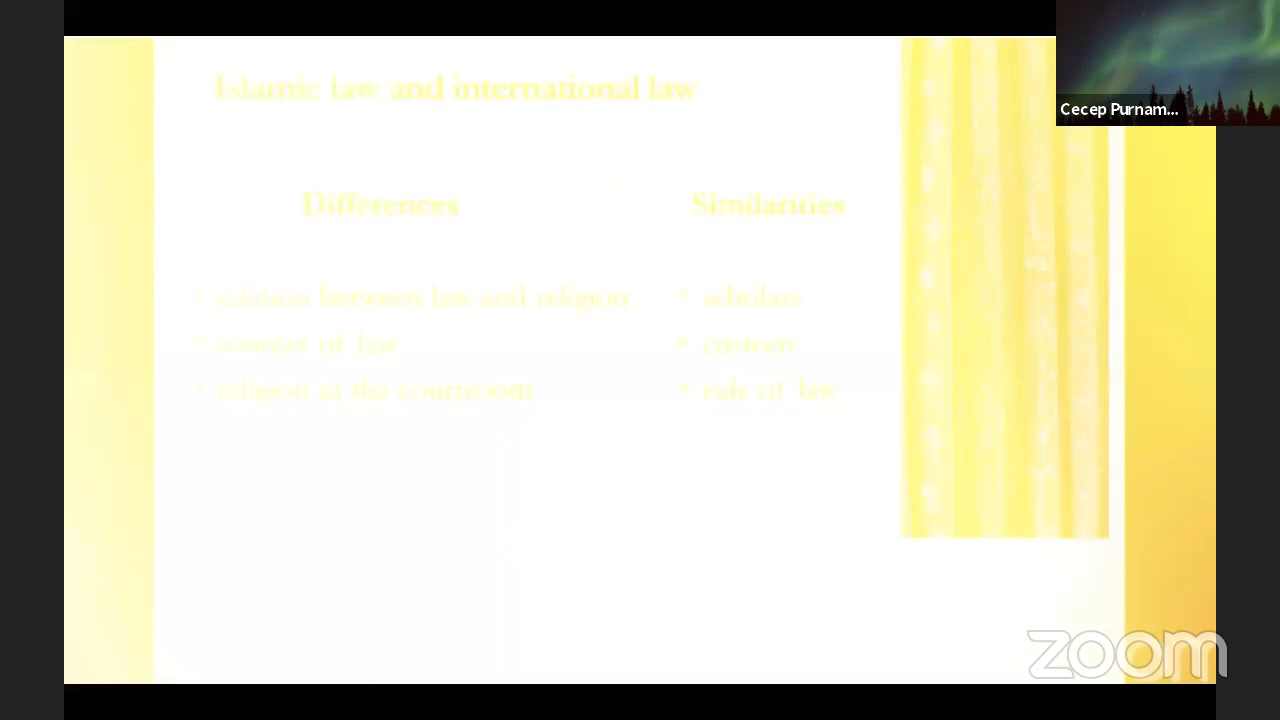 Islamic law and international law
Cecep Purnam...
Differences
Similarities
• relation between law and religion
• scholars
• sources of law
• custom
• religion in the courtroom
• rule of law
zoom